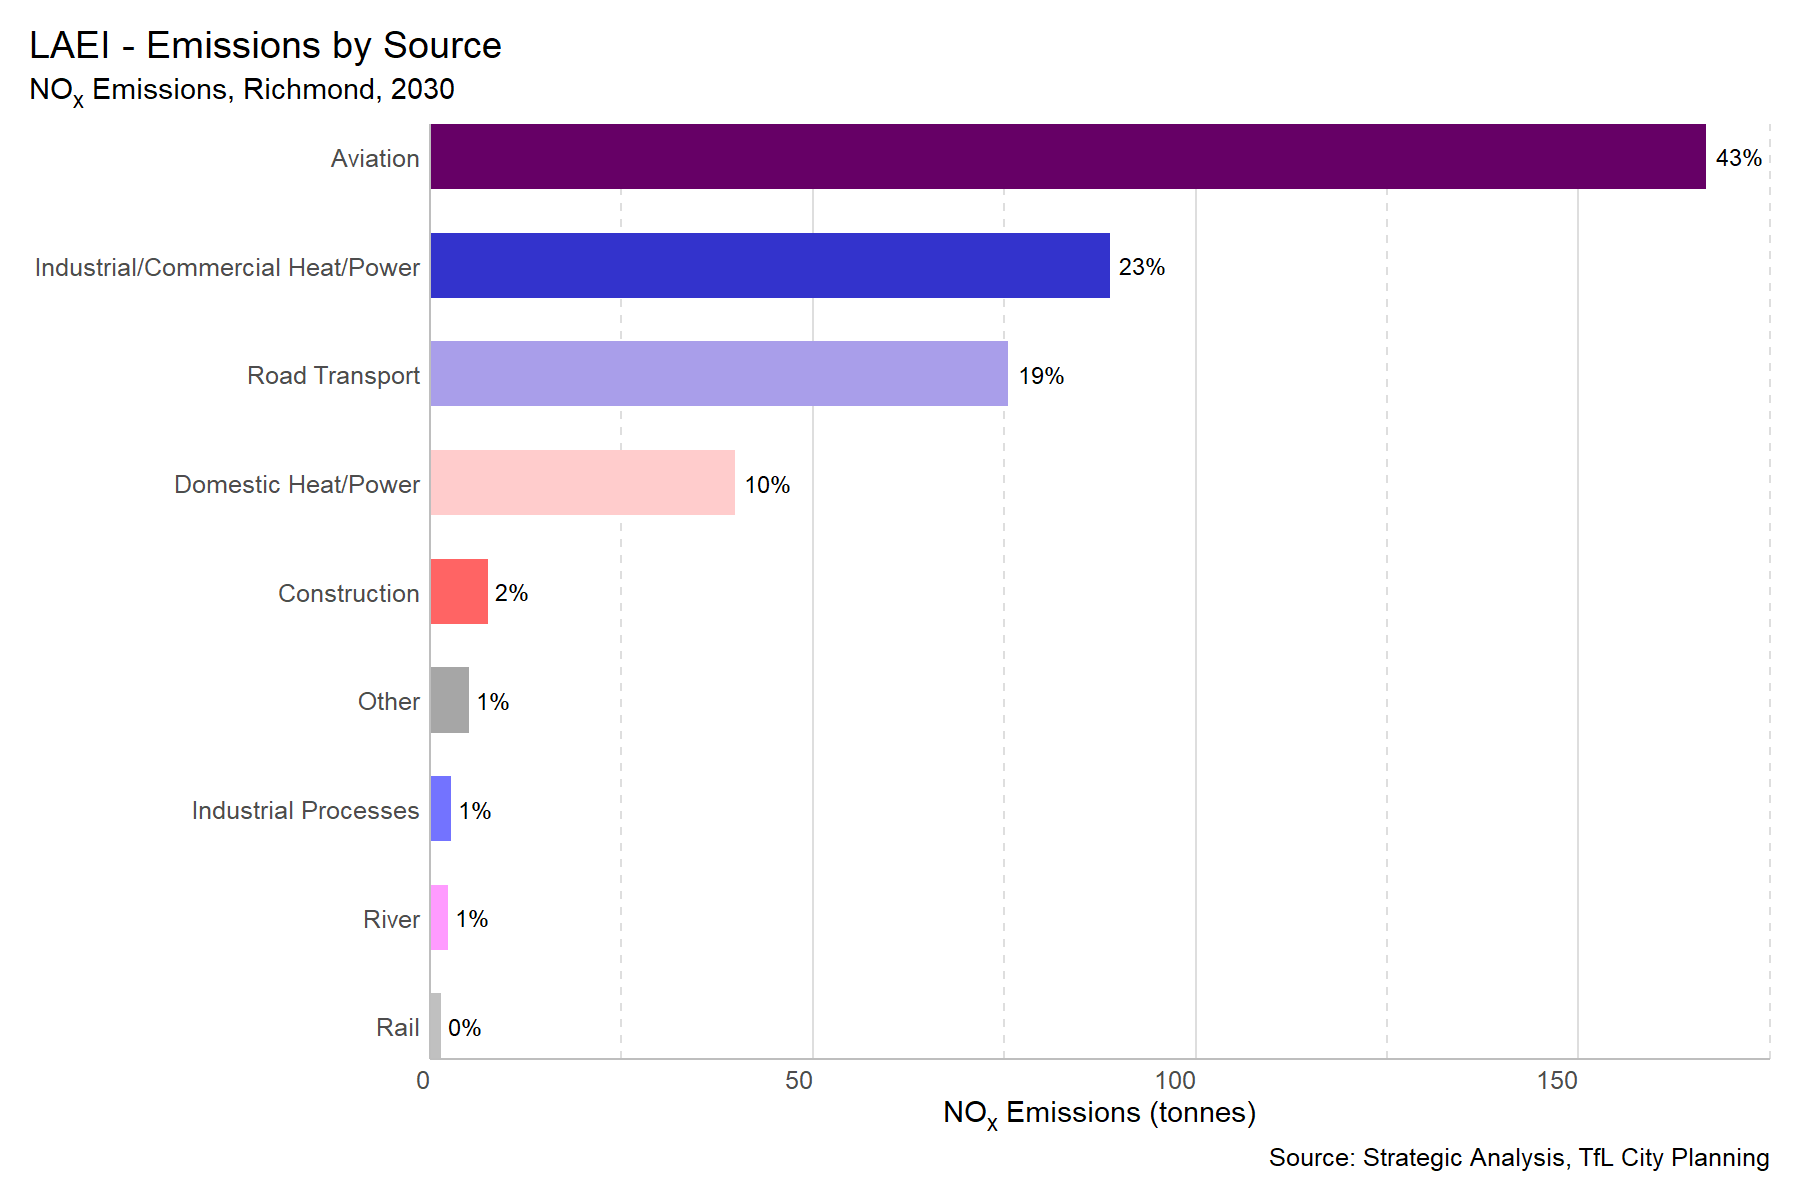 LAEI - Emissions by Source
NOx Emissions, Richmond, 2030
Aviation 43%
Industrial/Commercial Heat/Power 23%
Road Transport 19%
Domestic Heat/Power 10%
Construction 2%
Other 1%
Industrial Processes 1%
River 1%
Rail 0%
0 50 100 150
NOx Emissions (tonnes)
Source: Strategic Analysis, TfL City Planning